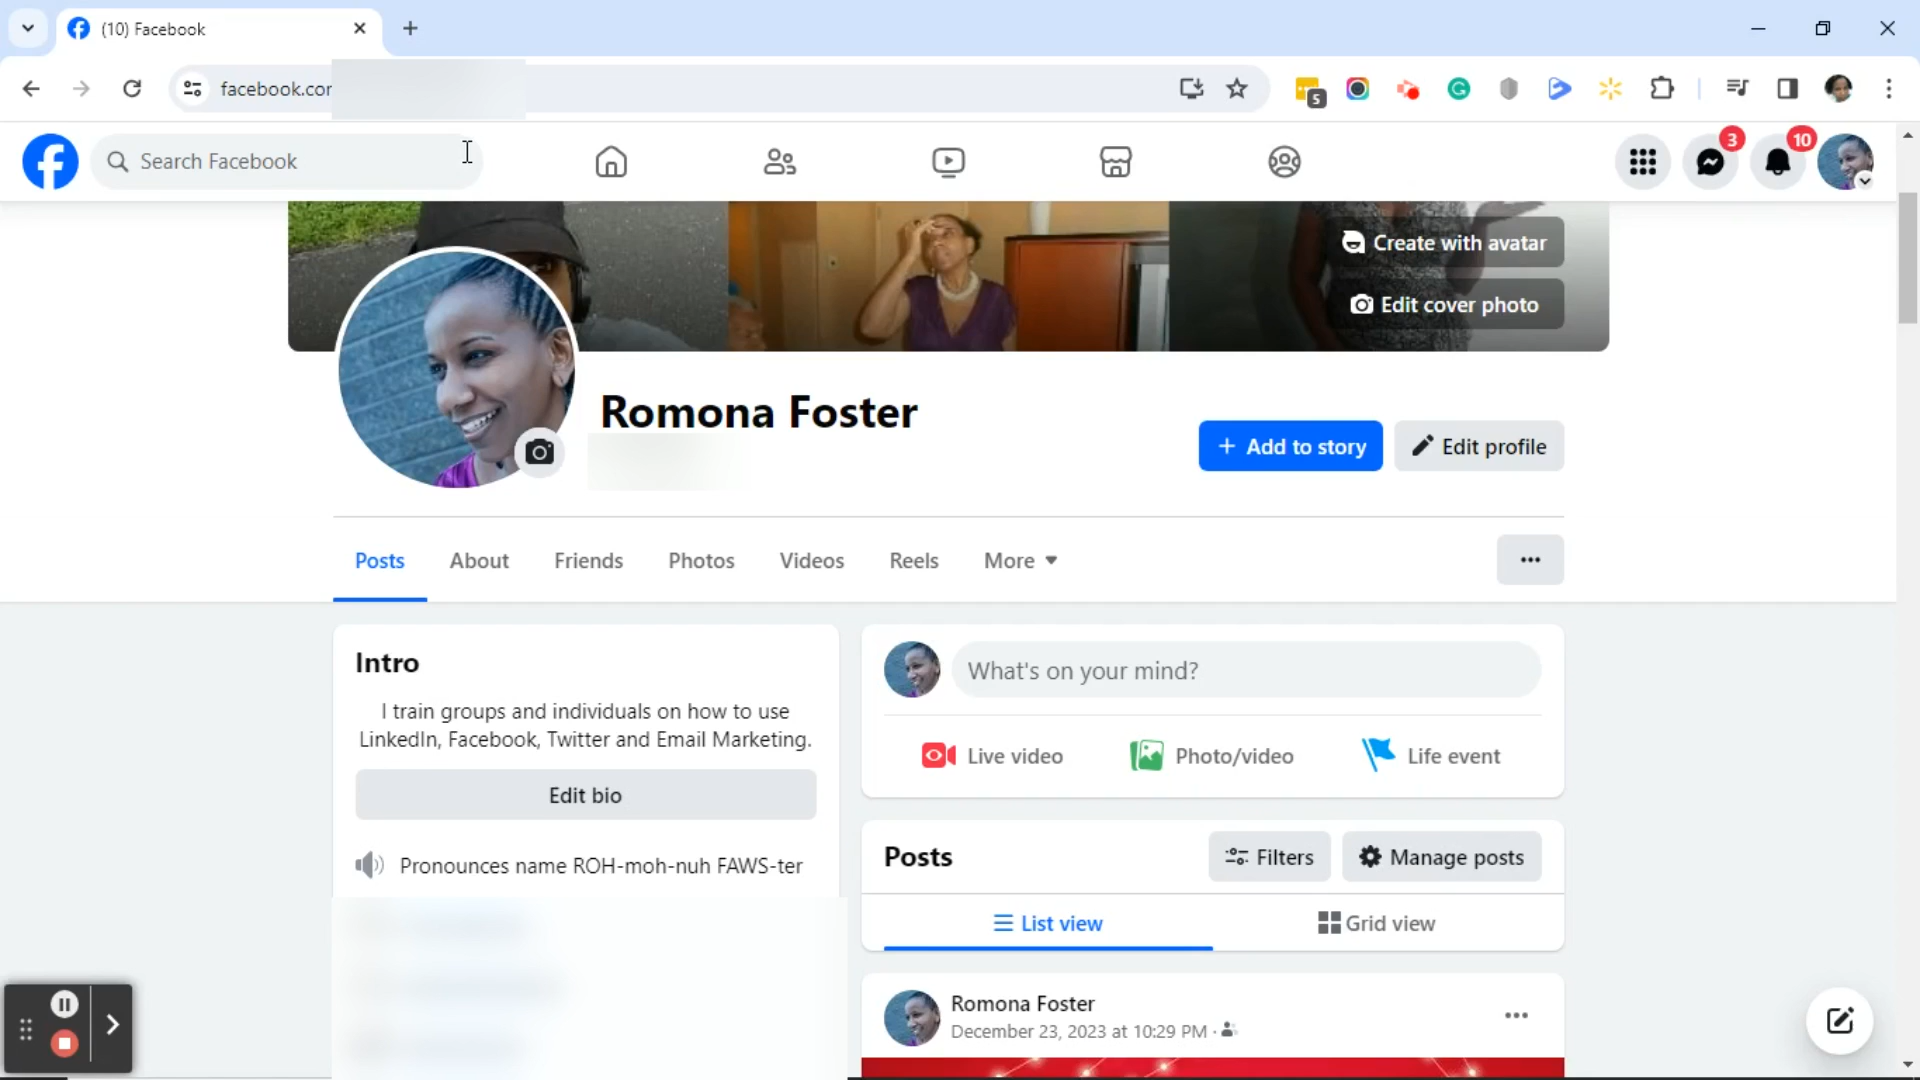 (10) Facebook
facebook.cor
5
Search Facebook
3
10
Create with avatar
Edit cover photo
Romona Foster
+ Add to story
Edit profile
Posts
About
Friends
Photos
Videos
Reels
More
Intro
I train groups and individuals on how to use
LinkedIn, Facebook, Twitter and Email Marketing.
Edit bio
Pronounces name ROH-moh-nuh FAWS-ter
What's on your mind?
Live video
Photo/video
Life event
Posts
Filters
Manage posts
List view
Grid view
Romona Foster
December 23, 2023 at 10:29 PM ·